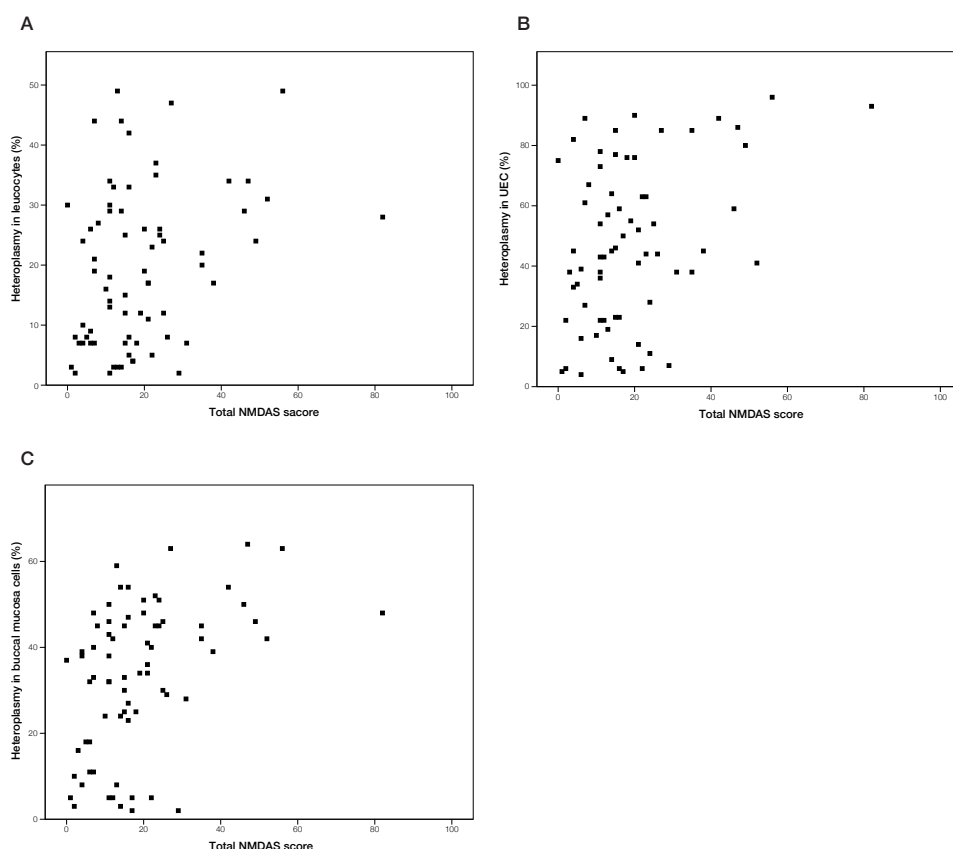 A
Heteroplasmy in leucocytes (%)
50
40
30
20
10
0
0 20 40 60 80 100
Total NMDAS sacore
B
Heteroplasmy in UEC (%)
100
80
60
40
20
0
0 20 40 60 80 100
Total NMDAS score
C
Heteroplasmy in buccal mucosa cells (%)
60
40
20
0
0 20 40 60 80 100
Total NMDAS score